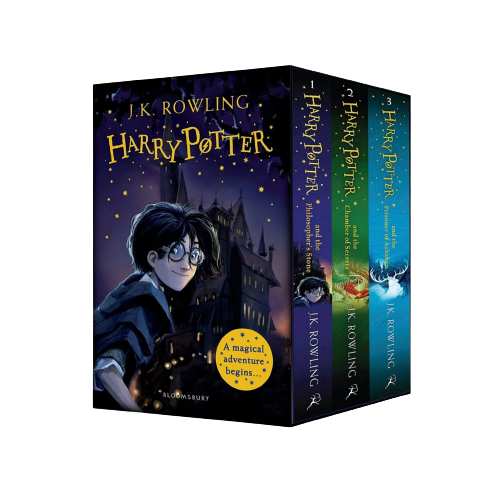 J.K. ROWLING
HARRY POTTER
A magical
adventure
begins...
BLOOMSBURY
1
HARRY POTTER
and the
Philosopher's Stone
J.K. ROWLING
2
HARRY POTTER
and the
Chamber of Secrets
J.K. ROWLING
3
HARRY POTTER
and the
Prisoner of Azkaban
J.K. ROWLING